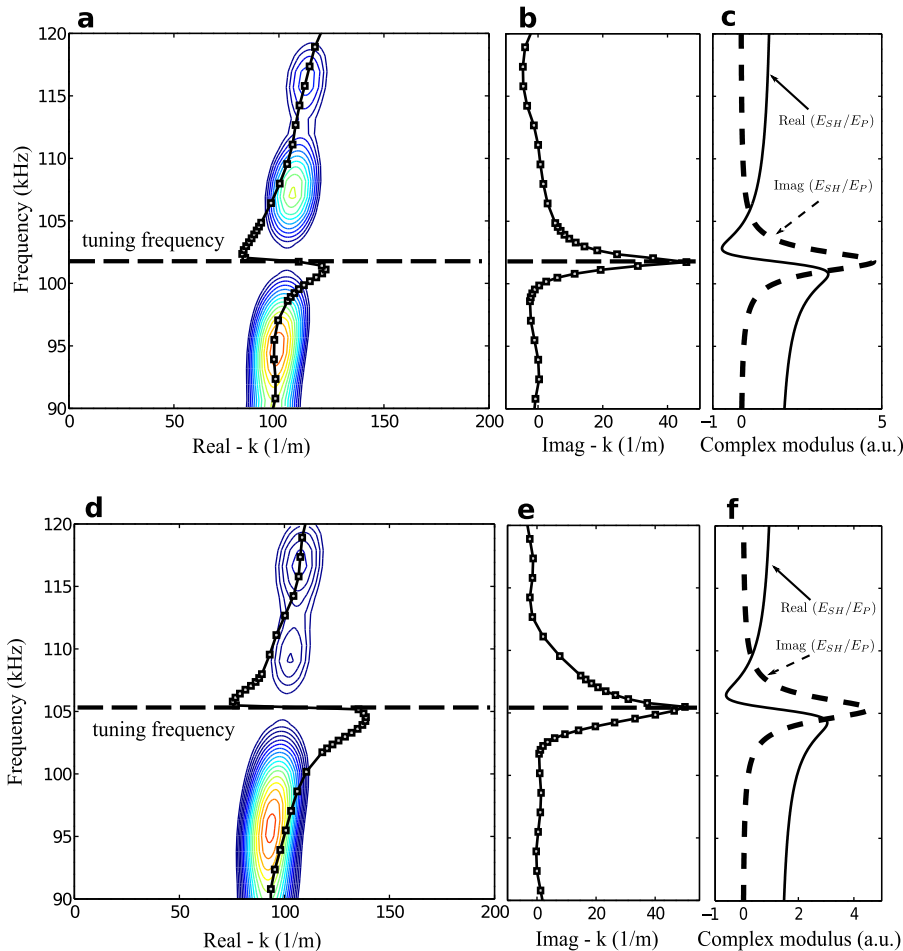 a
b
c
120
115
110
105
100
95
90
Frequency (kHz)
tuning frequency
0
50
100
150
200
Real - k (1/m)
0
20
40
Imag - k (1/m)
Real (E_SH/E_P)
Imag (E_SH/E_P)
−1
0
5
Complex modulus (a.u.)
d
e
f
120
115
110
105
100
95
90
Frequency (kHz)
tuning frequency
0
50
100
150
200
Real - k (1/m)
0
20
40
Imag - k (1/m)
Real (E_SH/E_P)
Imag (E_SH/E_P)
−1
0
2
4
Complex modulus (a.u.)